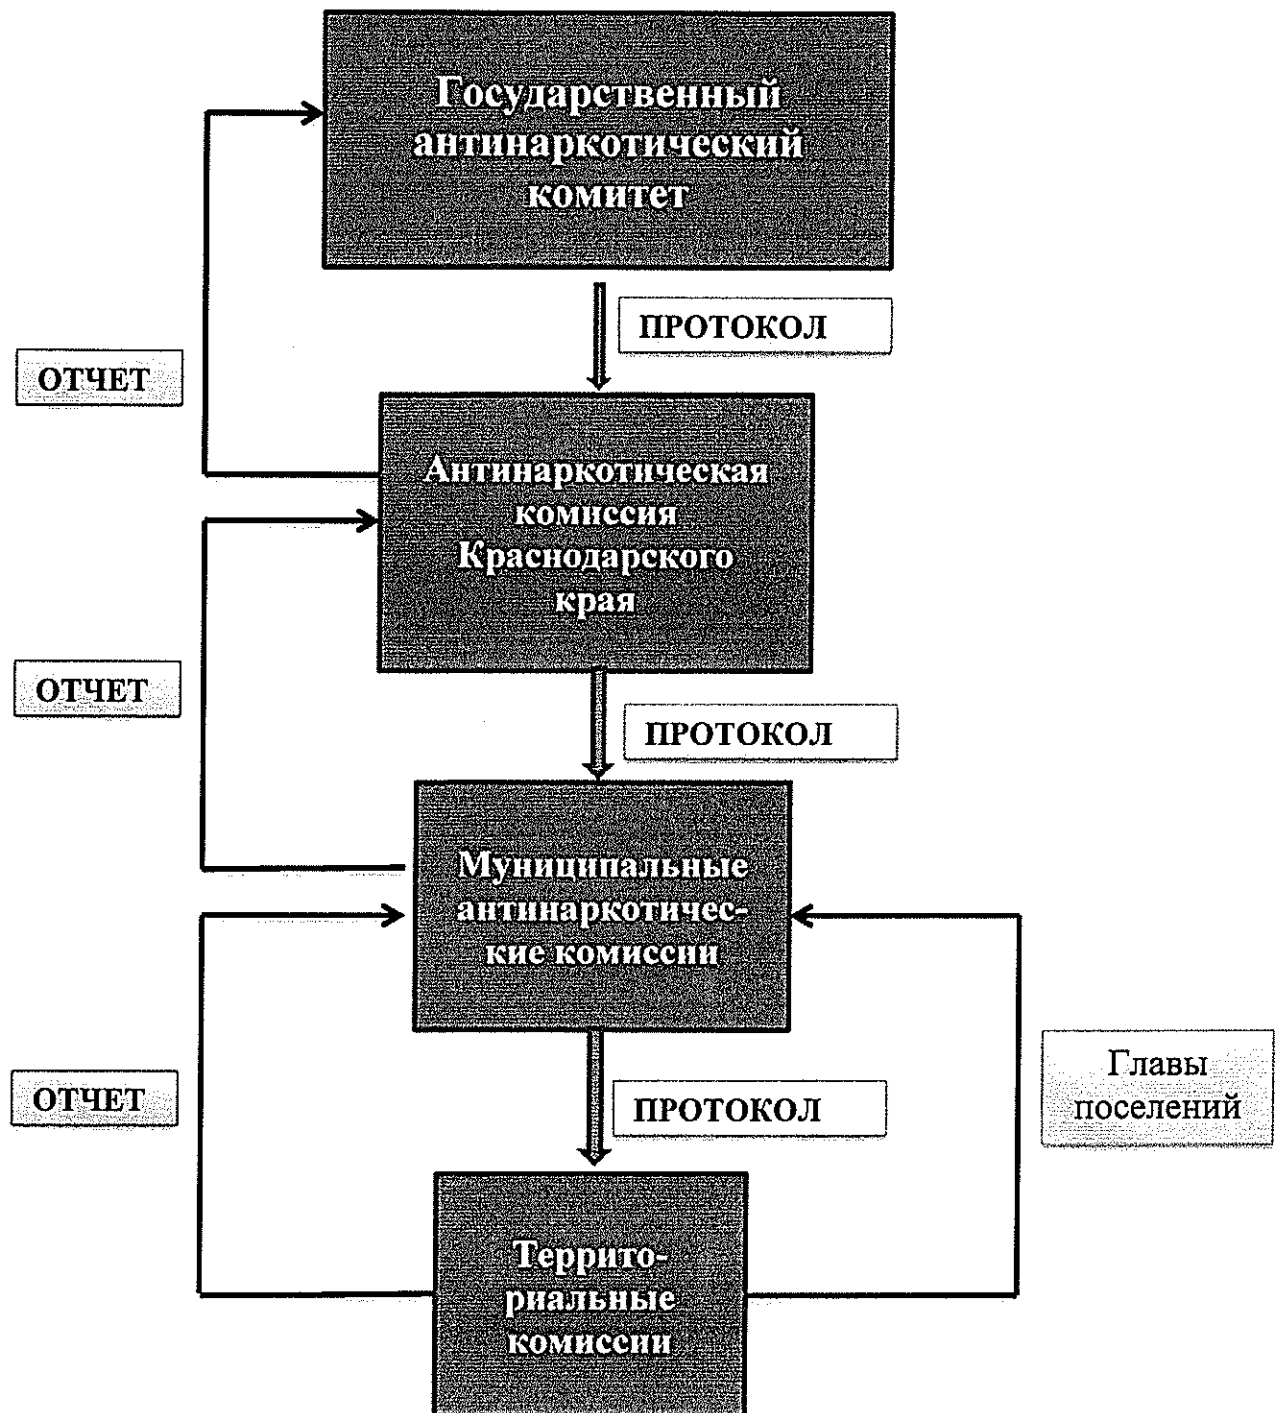 Государственный
антинаркотический
комитет
ПРОТОКОЛ
ОТЧЕТ
Антинаркотическая
комиссия
Краснодарского
края
ОТЧЕТ
ПРОТОКОЛ
Муниципальные
антинаркотичес-
кие комиссии
ОТЧЕТ
ПРОТОКОЛ
Главы
поселений
Террито-
риальные
комиссии